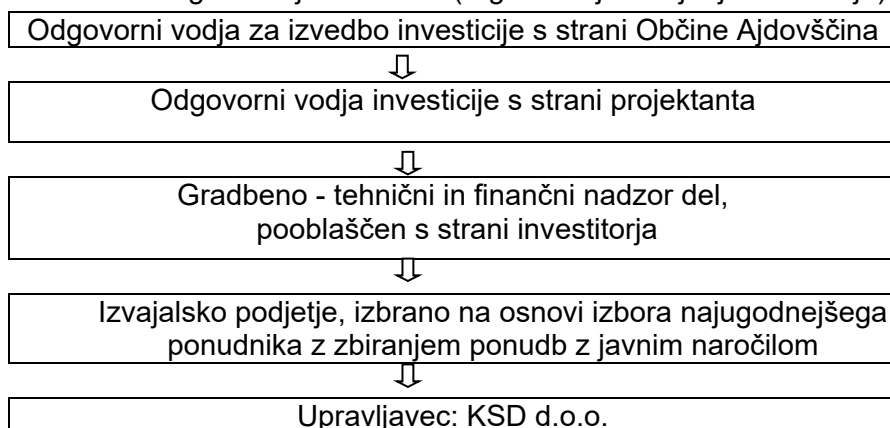 Odgovorni vodja za izvedbo investicije s strani Občine Ajdovščina
Odgovorni vodja investicije s strani projektanta
Gradbeno - tehnični in finančni nadzor del,
pooblaščen s strani investitorja
Izvajalsko podjetje, izbrano na osnovi izbora najugodnejšega
ponudnika z zbiranjem ponudb z javnim naročilom
Upravljavec: KSD d.o.o.